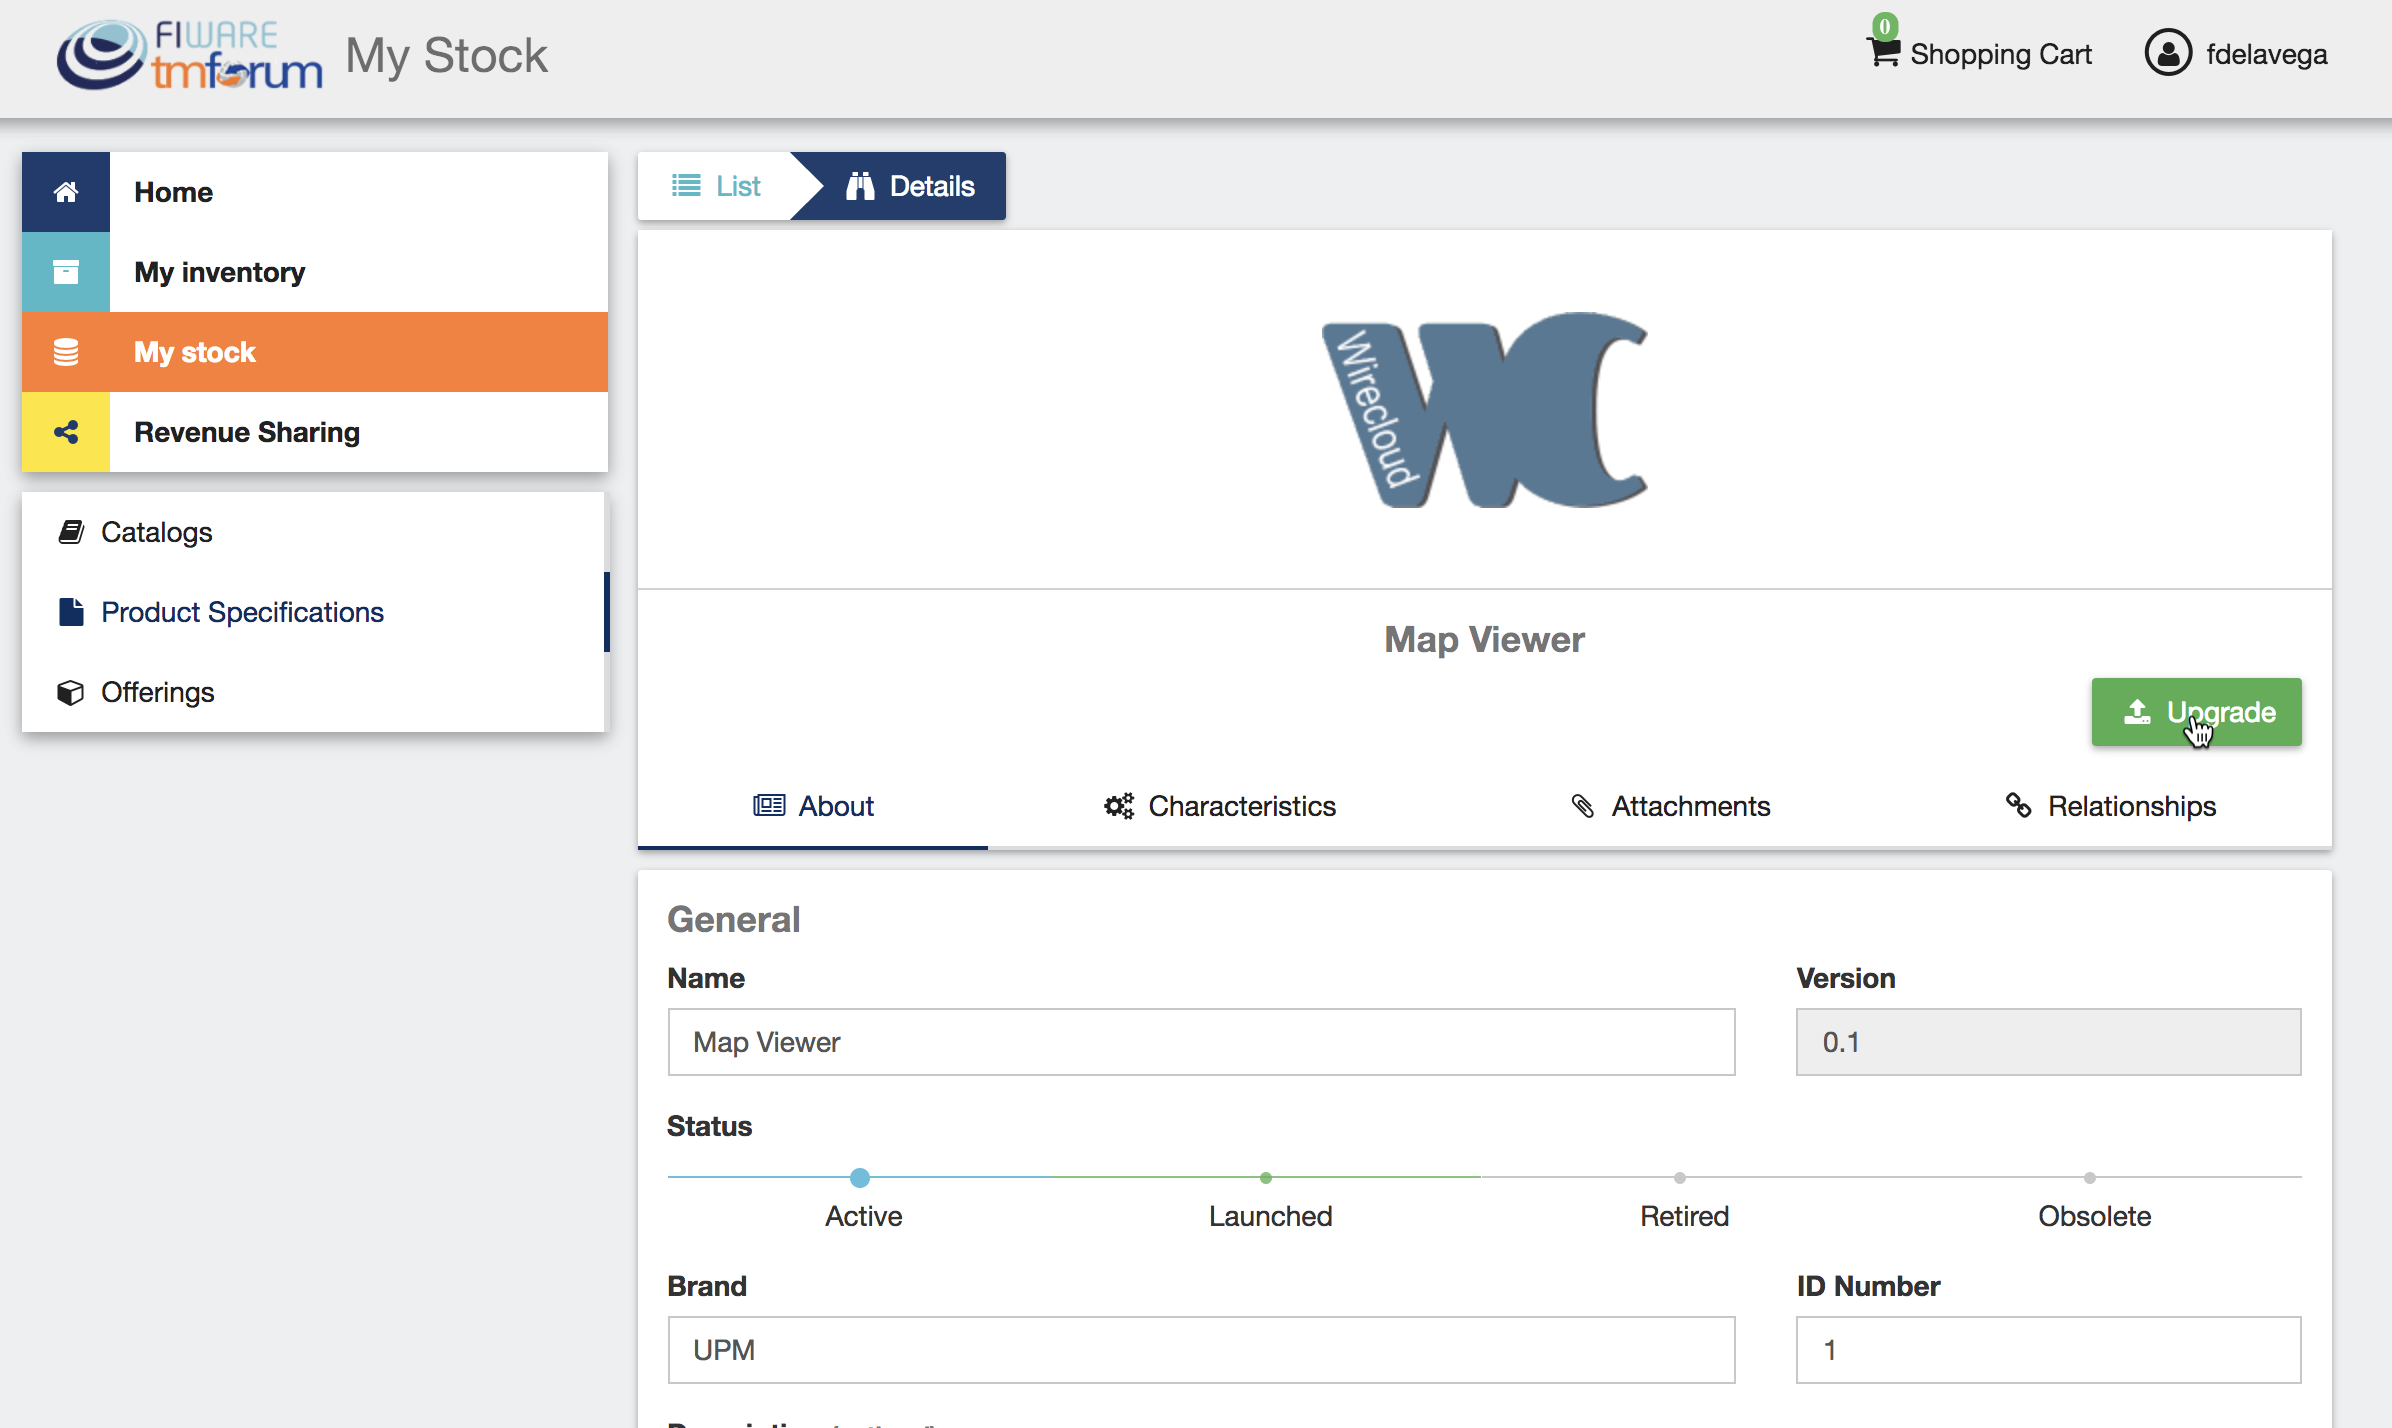 FIWARE
tmforum
My Stock
0
Shopping Cart
fdelavega
Home
My inventory
My stock
Revenue Sharing
Catalogs
Product Specifications
Offerings
List
Details
Wirecloud
WC
Map Viewer
Upgrade
About
Characteristics
Attachments
Relationships
General
Name
Version
Map Viewer
0.1
Status
Active
Launched
Retired
Obsolete
Brand
ID Number
UPM
1